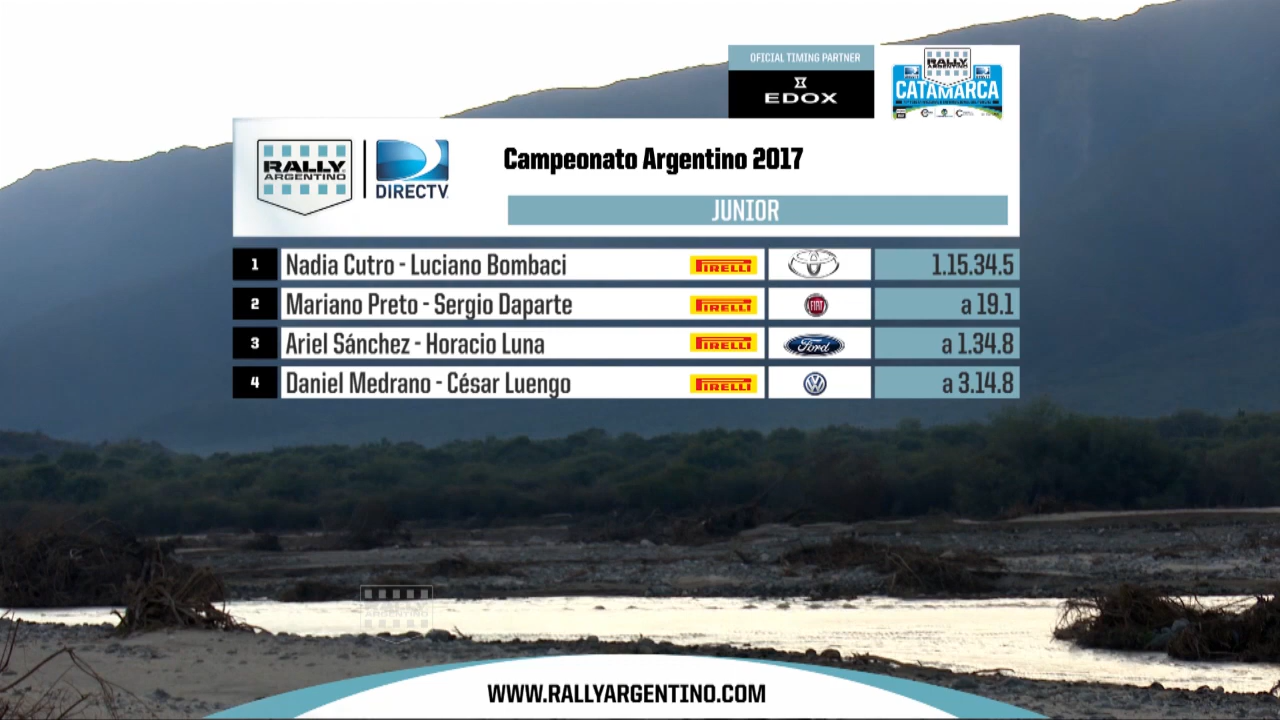 OFICIAL TIMING PARTNER
EDOX
RALLY
ARGENTINO
CATAMARCA
RALLY
ARGENTINO
DIRECTV
Campeonato Argentino 2017
JUNIOR
1 Nadia Cutro - Luciano Bombaci PIRELLI 1.15.34.5
2 Mariano Preto - Sergio Daparte PIRELLI FIAT a 19.1
3 Ariel Sánchez - Horacio Luna PIRELLI Ford a 1.34.8
4 Daniel Medrano - César Luengo PIRELLI a 3.14.8
WWW.RALLYARGENTINO.COM